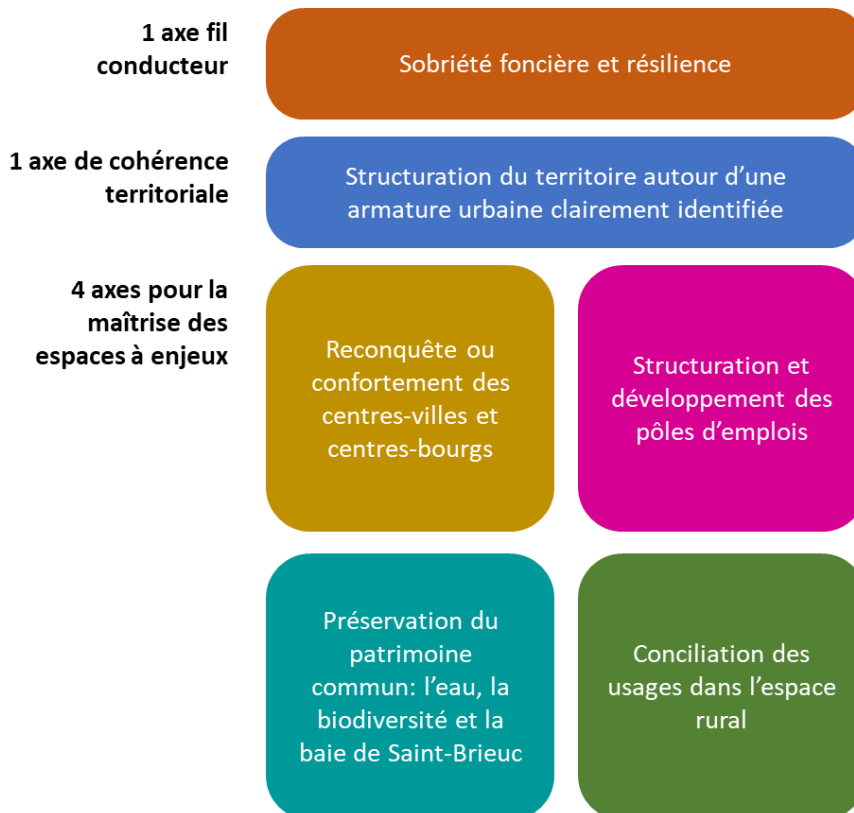 1 axe fil
conducteur
Sobriété foncière et résilience
1 axe de cohérence
territoriale
Structuration du territoire autour d’une
armature urbaine clairement identifiée
4 axes pour la
maîtrise des
espaces à enjeux
Reconquête ou
confortement des
centres-villes et
centres-bourgs
Structuration et
développement des
pôles d’emplois
Préservation du
patrimoine
commun: l’eau, la
biodiversité et la
baie de Saint-Brieuc
Conciliation des
usages dans l’espace
rural